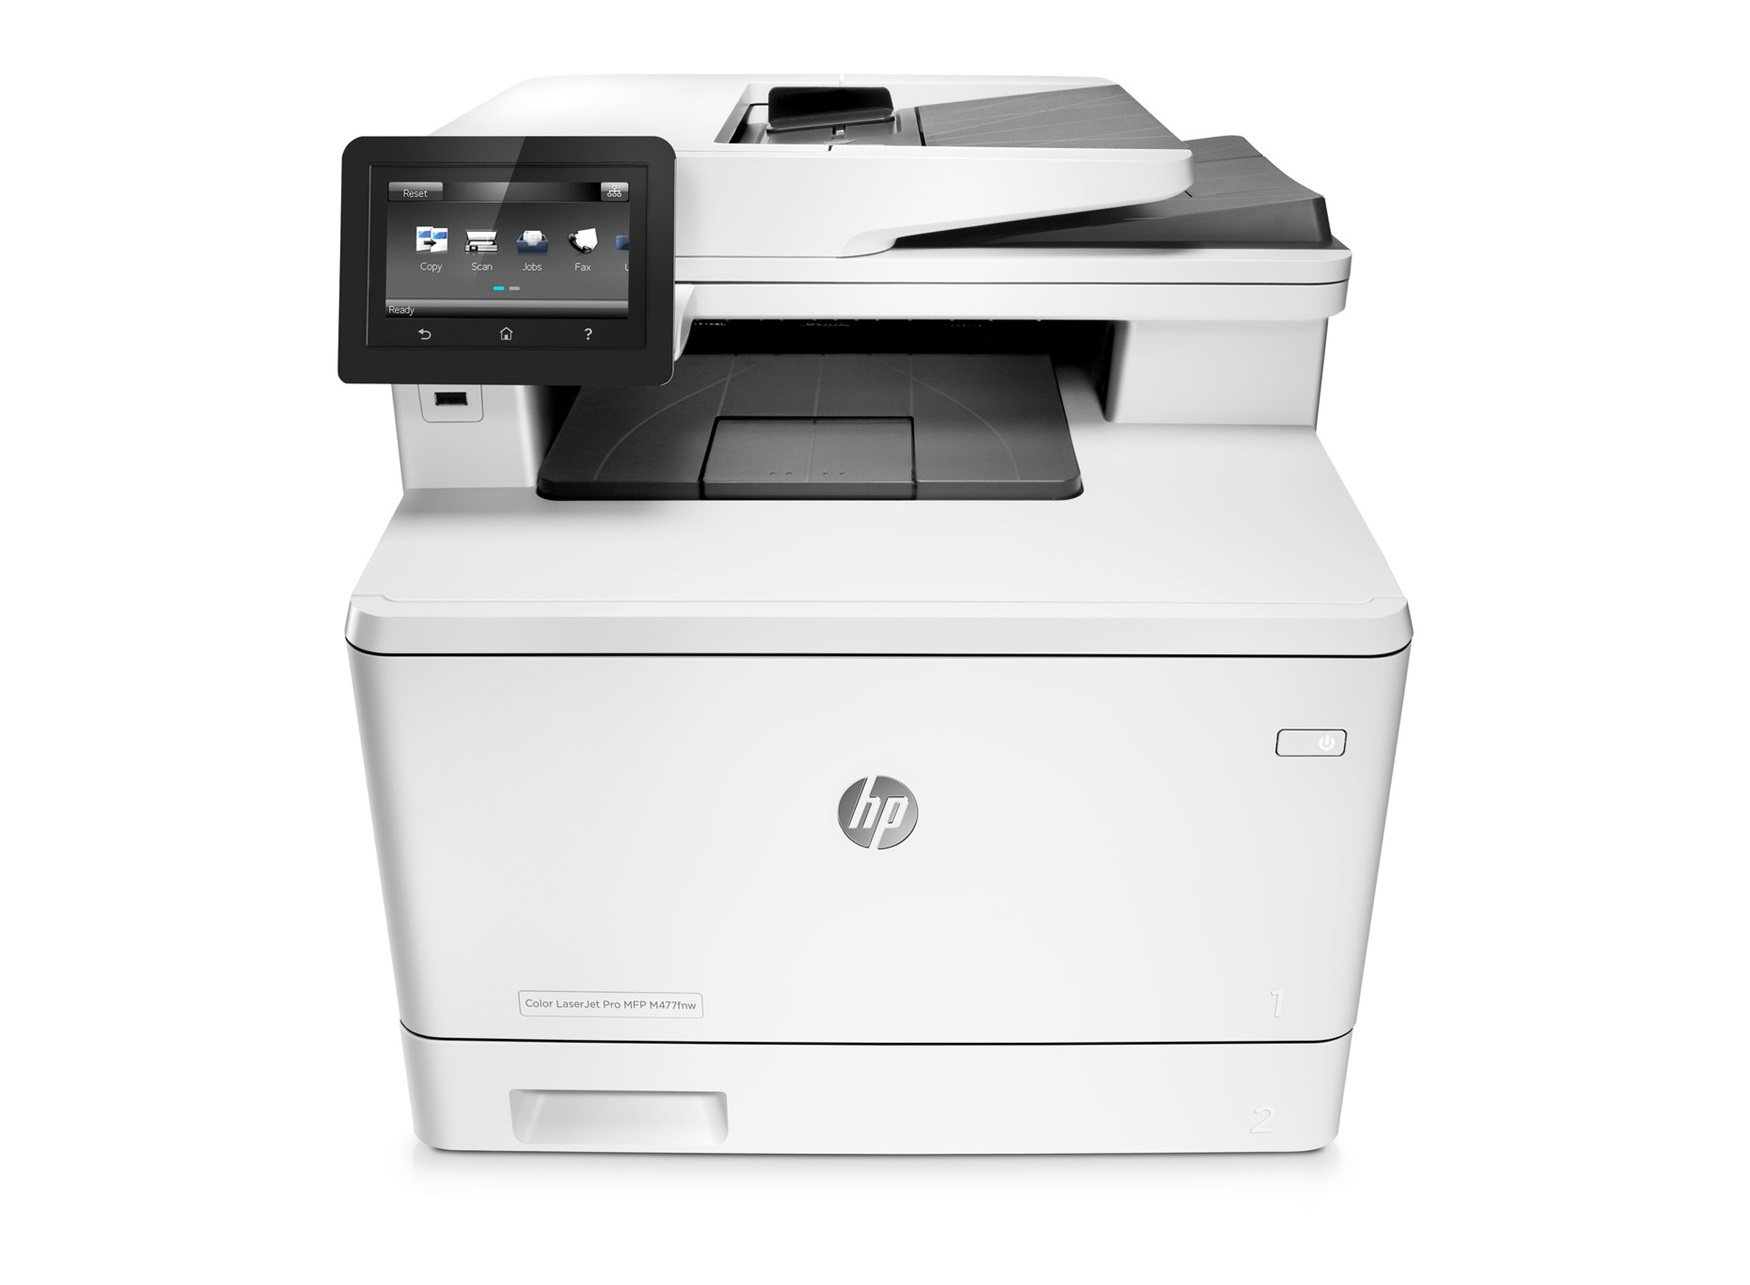 Reset
Copy Scan Jobs Fax
Ready
?
hp
Color LaserJet Pro MFP M477fnw
1
2